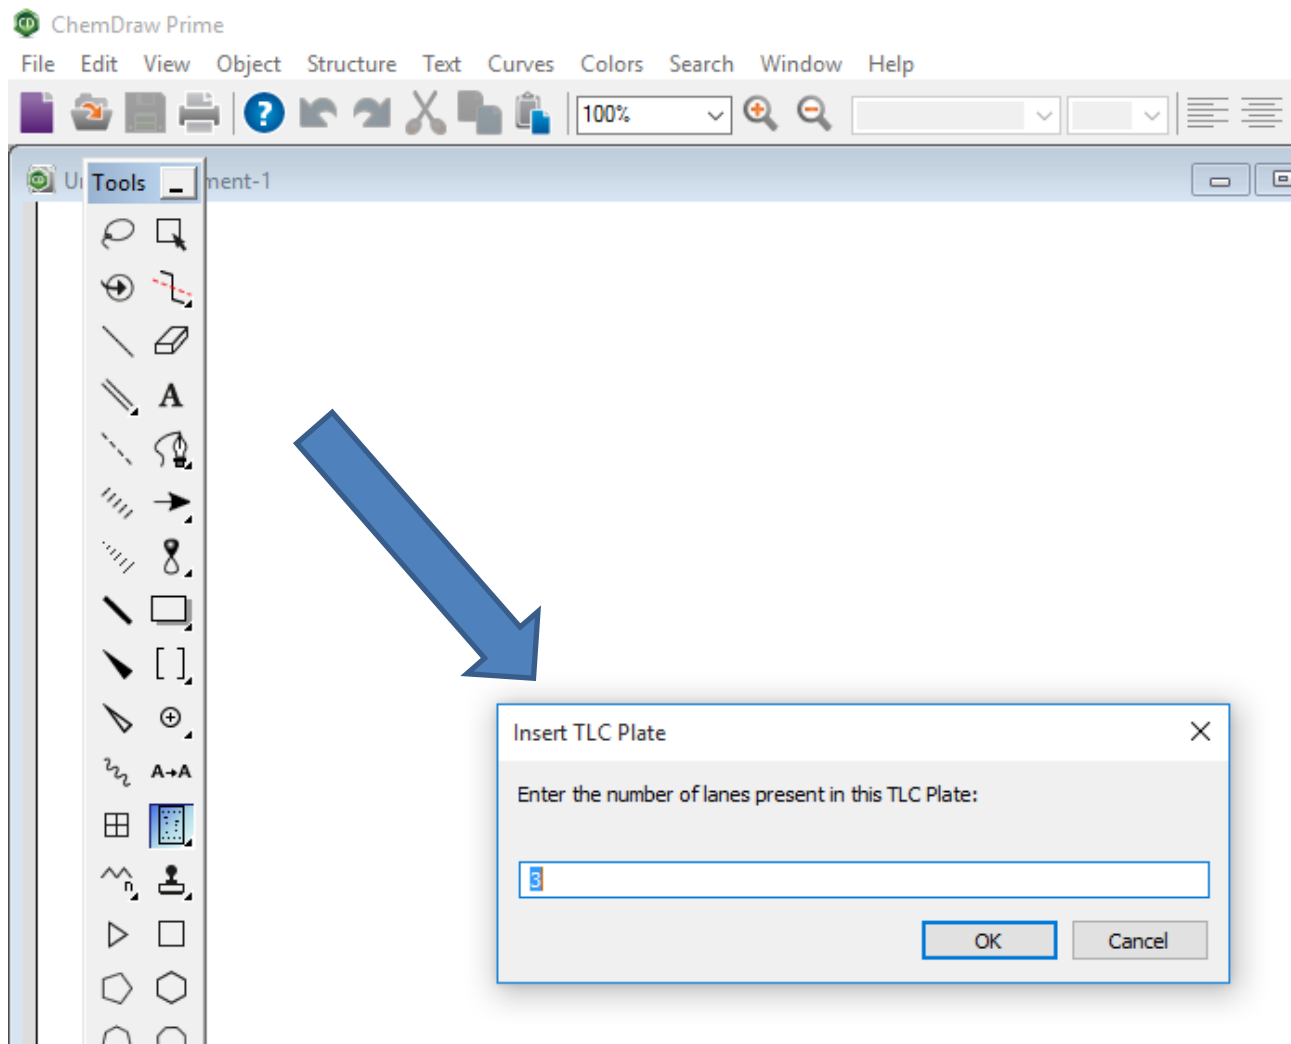 ChemDraw Prime
File Edit View Object Structure Text Curves Colors Search Window Help
?
100%
Tools
ment-1
A
[ ]
A→A
n
Insert TLC Plate
Enter the number of lanes present in this TLC Plate:
3
OK Cancel